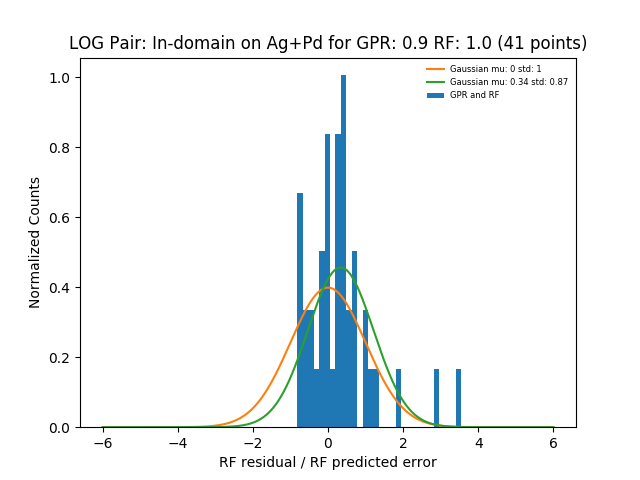 LOG Pair: In-domain on Ag+Pd for GPR: 0.9 RF: 1.0 (41 points)
Gaussian mu: 0 std: 1
Gaussian mu: 0.34 std: 0.87
GPR and RF
Normalized Counts
1.0
0.8
0.6
0.4
0.2
0.0
−6 −4 −2 0 2 4 6
RF residual / RF predicted error